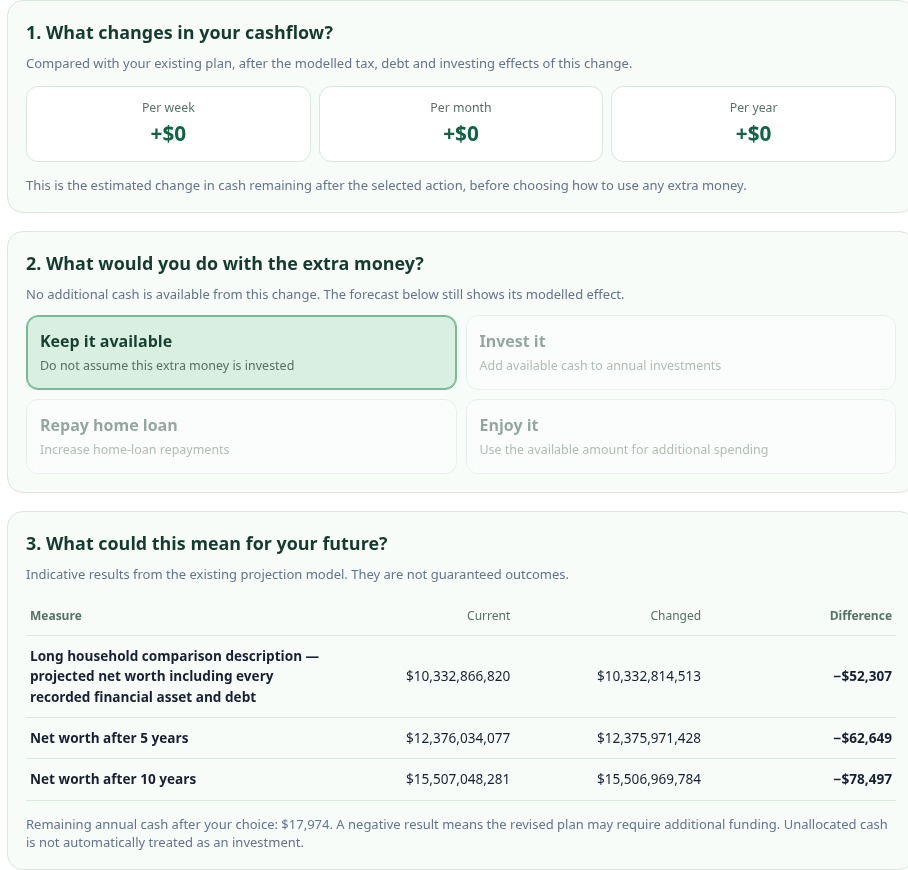 1. What changes in your cashflow?
Compared with your existing plan, after the modelled tax, debt and investing effects of this change.
Per week
+$0
Per month
+$0
Per year
+$0
This is the estimated change in cash remaining after the selected action, before choosing how to use any extra money.
2. What would you do with the extra money?
No additional cash is available from this change. The forecast below still shows its modelled effect.
Keep it available
Do not assume this extra money is invested
Invest it
Add available cash to annual investments
Repay home loan
Increase home-loan repayments
Enjoy it
Use the available amount for additional spending
3. What could this mean for your future?
Indicative results from the existing projection model. They are not guaranteed outcomes.
Measure Current Changed Difference
Long household comparison description —
projected net worth including every
recorded financial asset and debt
$10,332,866,820 $10,332,814,513 −$52,307
Net worth after 5 years $12,376,034,077 $12,375,971,428 −$62,649
Net worth after 10 years $15,507,048,281 $15,506,969,784 −$78,497
Remaining annual cash after your choice: $17,974. A negative result means the revised plan may require additional funding. Unallocated cash
is not automatically treated as an investment.